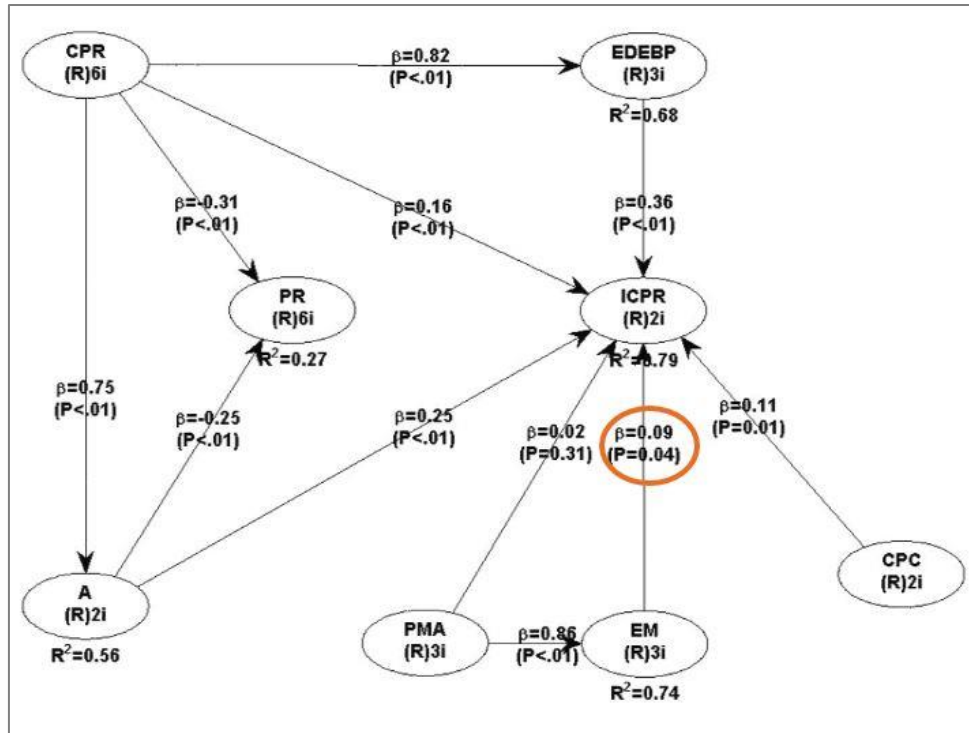 CPR
(R)6i
EDEBP
(R)3i
β=0.82
(P<.01)
R²=0.68
β=-0.31
(P<.01)
β=0.16
(P<.01)
β=0.36
(P<.01)
PR
(R)6i
R²=0.27
ICPR
(R)2i
R²=0.79
β=0.75
(P<.01)
β=-0.25
(P<.01)
β=0.25
(P<.01)
β=0.02
(P=0.31)
β=0.09
(P=0.04)
β=0.11
(P=0.01)
CPC
(R)2i
A
(R)2i
R²=0.56
PMA
(R)3i
β=0.86
(P<.01)
EM
(R)3i
R²=0.74